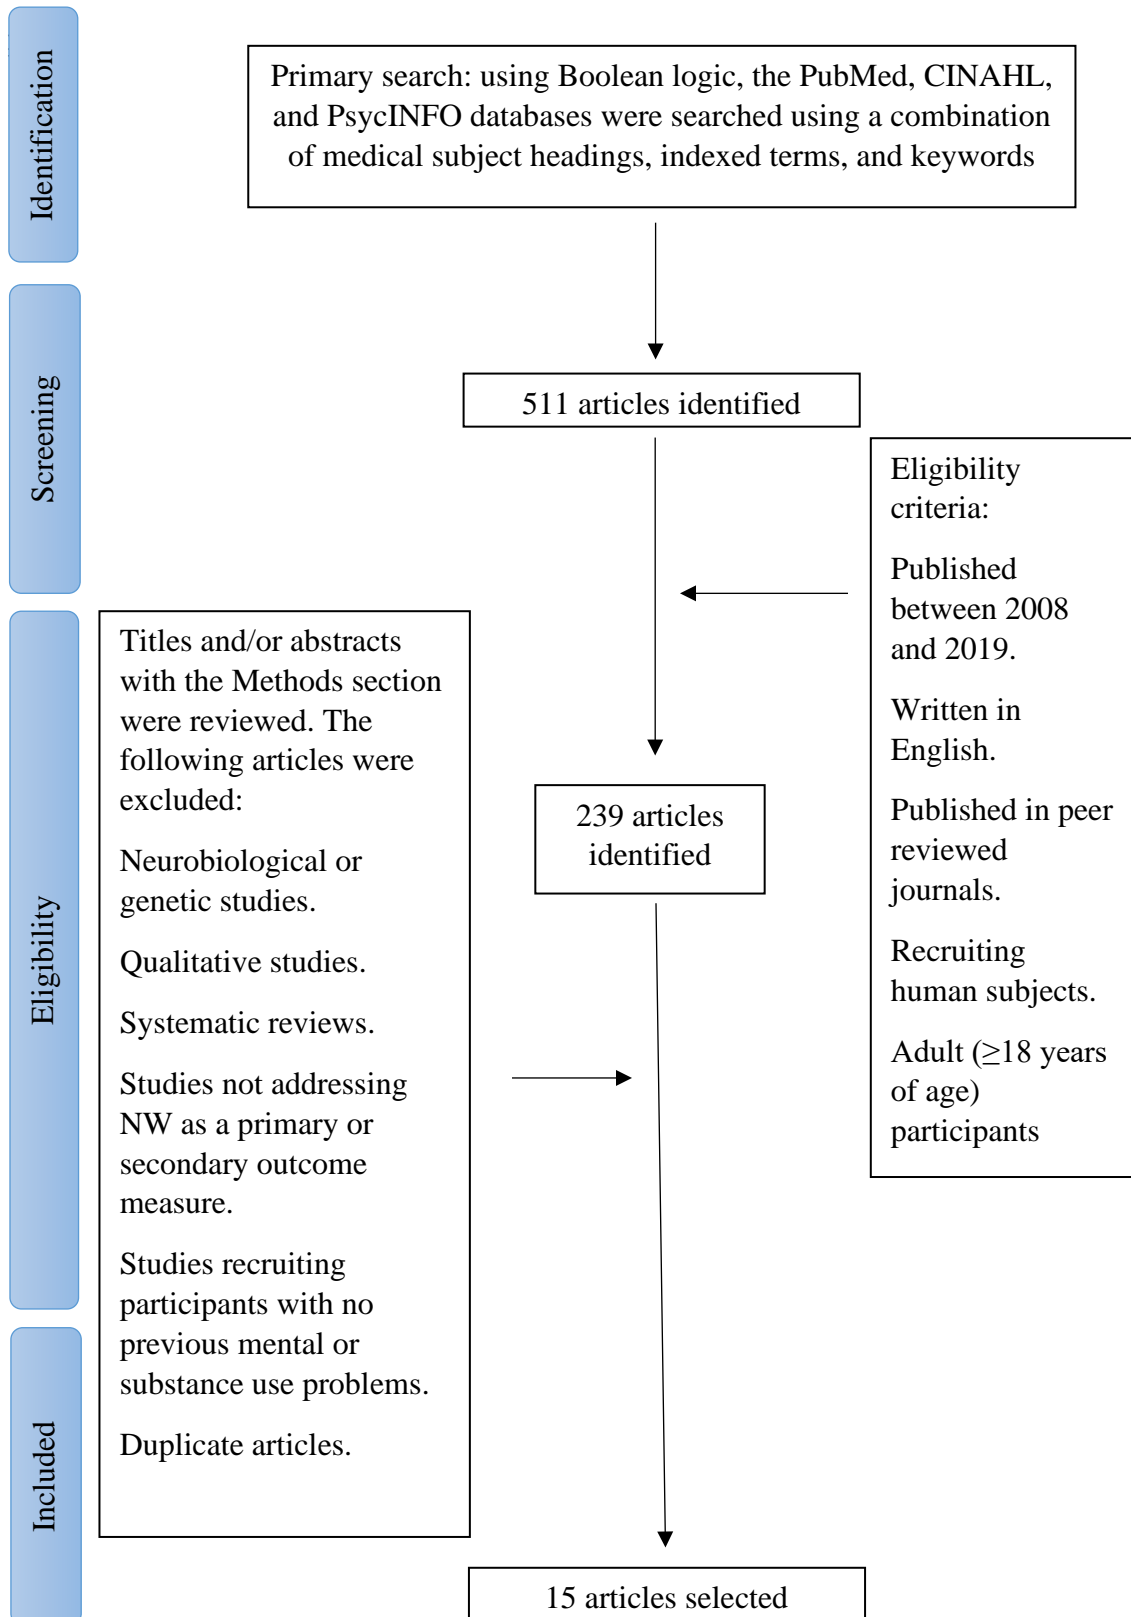 Identification
Primary search: using Boolean logic, the PubMed, CINAHL,
and PsycINFO databases were searched using a combination
of medical subject headings, indexed terms, and keywords
Screening
511 articles identified
Eligibility
criteria:
Published
between 2008
and 2019.
Written in
English.
Published in peer
reviewed
journals.
Recruiting
human subjects.
Adult (≥18 years
of age)
participants
Eligibility
Titles and/or abstracts
with the Methods section
were reviewed. The
following articles were
excluded:
Neurobiological or
genetic studies.
Qualitative studies.
Systematic reviews.
Studies not addressing
NW as a primary or
secondary outcome
measure.
Studies recruiting
participants with no
previous mental or
substance use problems.
Duplicate articles.
239 articles
identified
Included
15 articles selected